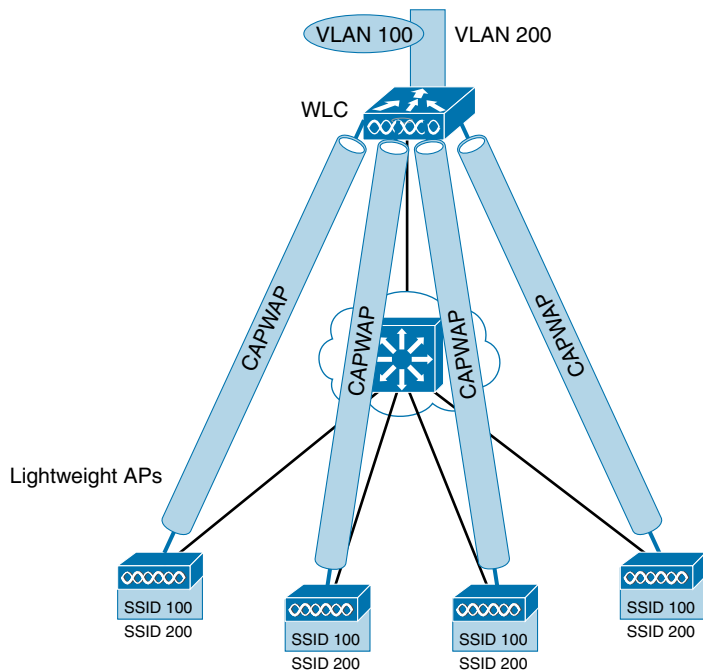 VLAN 100
VLAN 200
WLC
CAPWAP
CAPWAP
CAPWAP
CAPWAP
Lightweight APs
SSID 100
SSID 200
SSID 100
SSID 200
SSID 100
SSID 200
SSID 100
SSID 200